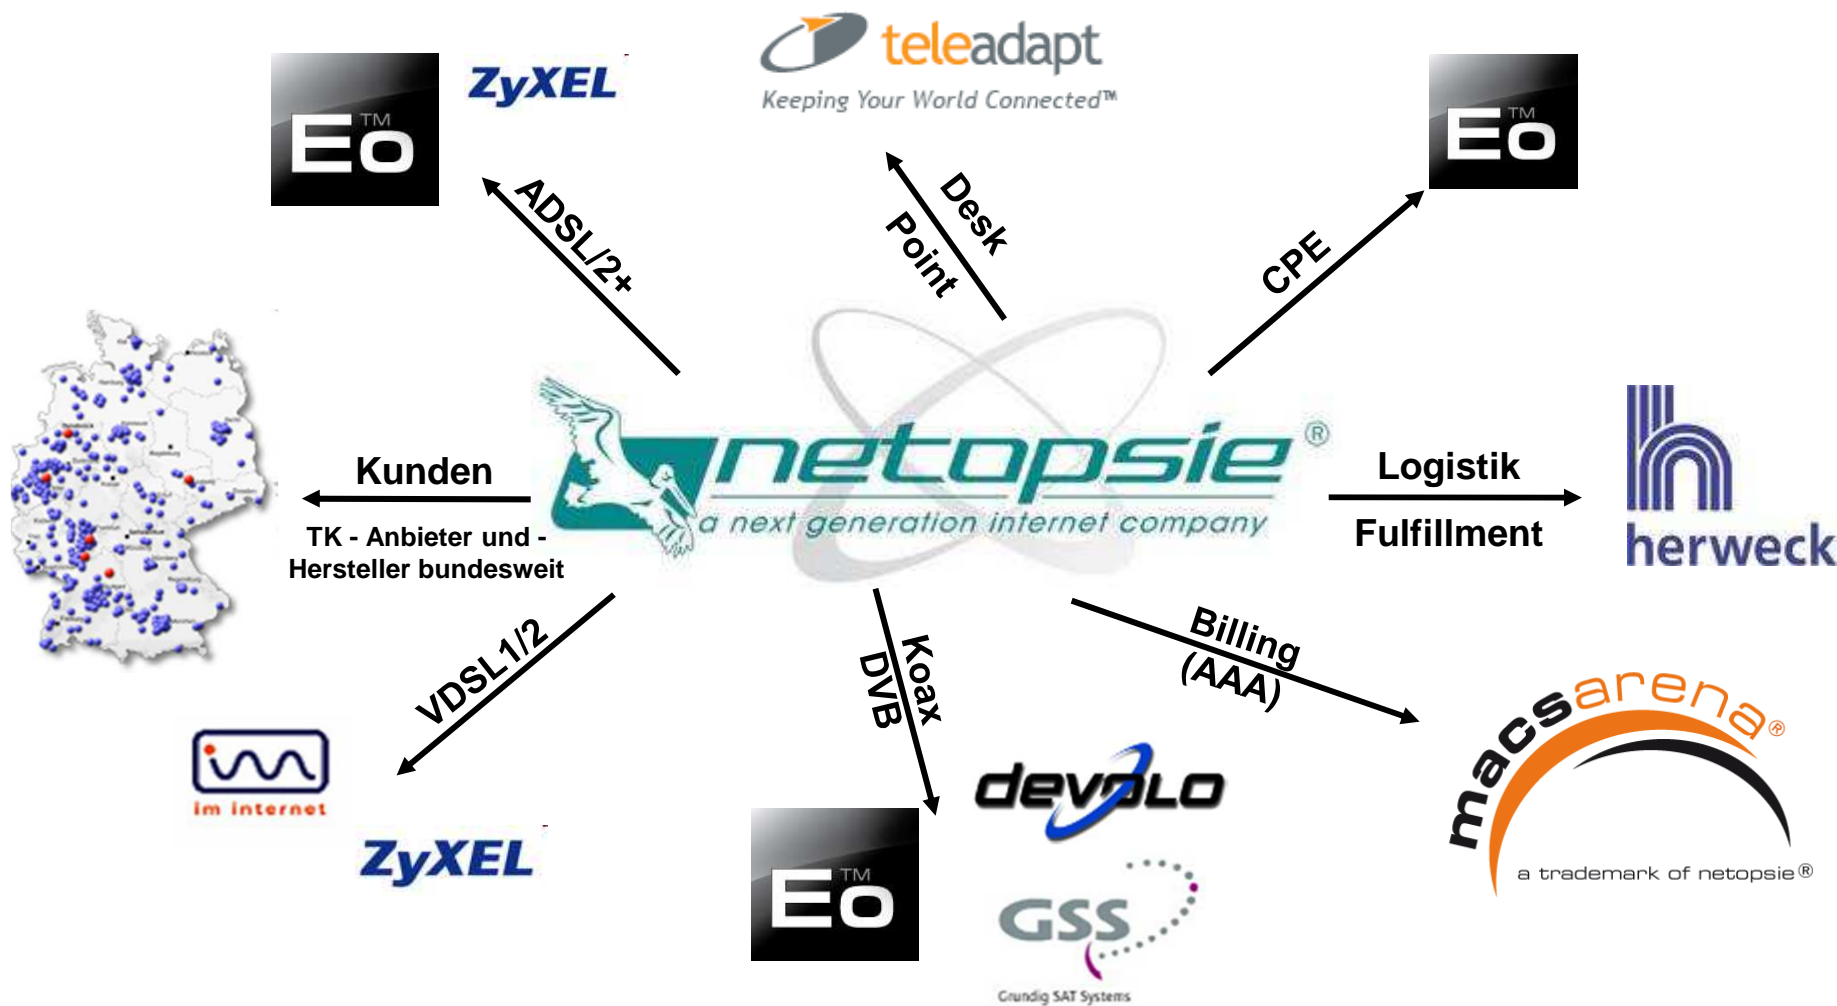 teleadapt
Keeping Your World Connected™
Eo™
ZyXEL
Eo™
ADSL/2+
Desk
Point
CPE
netopsie®
a next generation internet company
Kunden
TK - Anbieter und -
Hersteller bundesweit
Logistik
Fulfillment
herweck
VDSL1/2
Koax
DVB
Billing
(AAA)
im internet
ZyXEL
Eo™
devolo
GSS
Grundig SAT Systems
macsarena®
a trademark of netopsie®